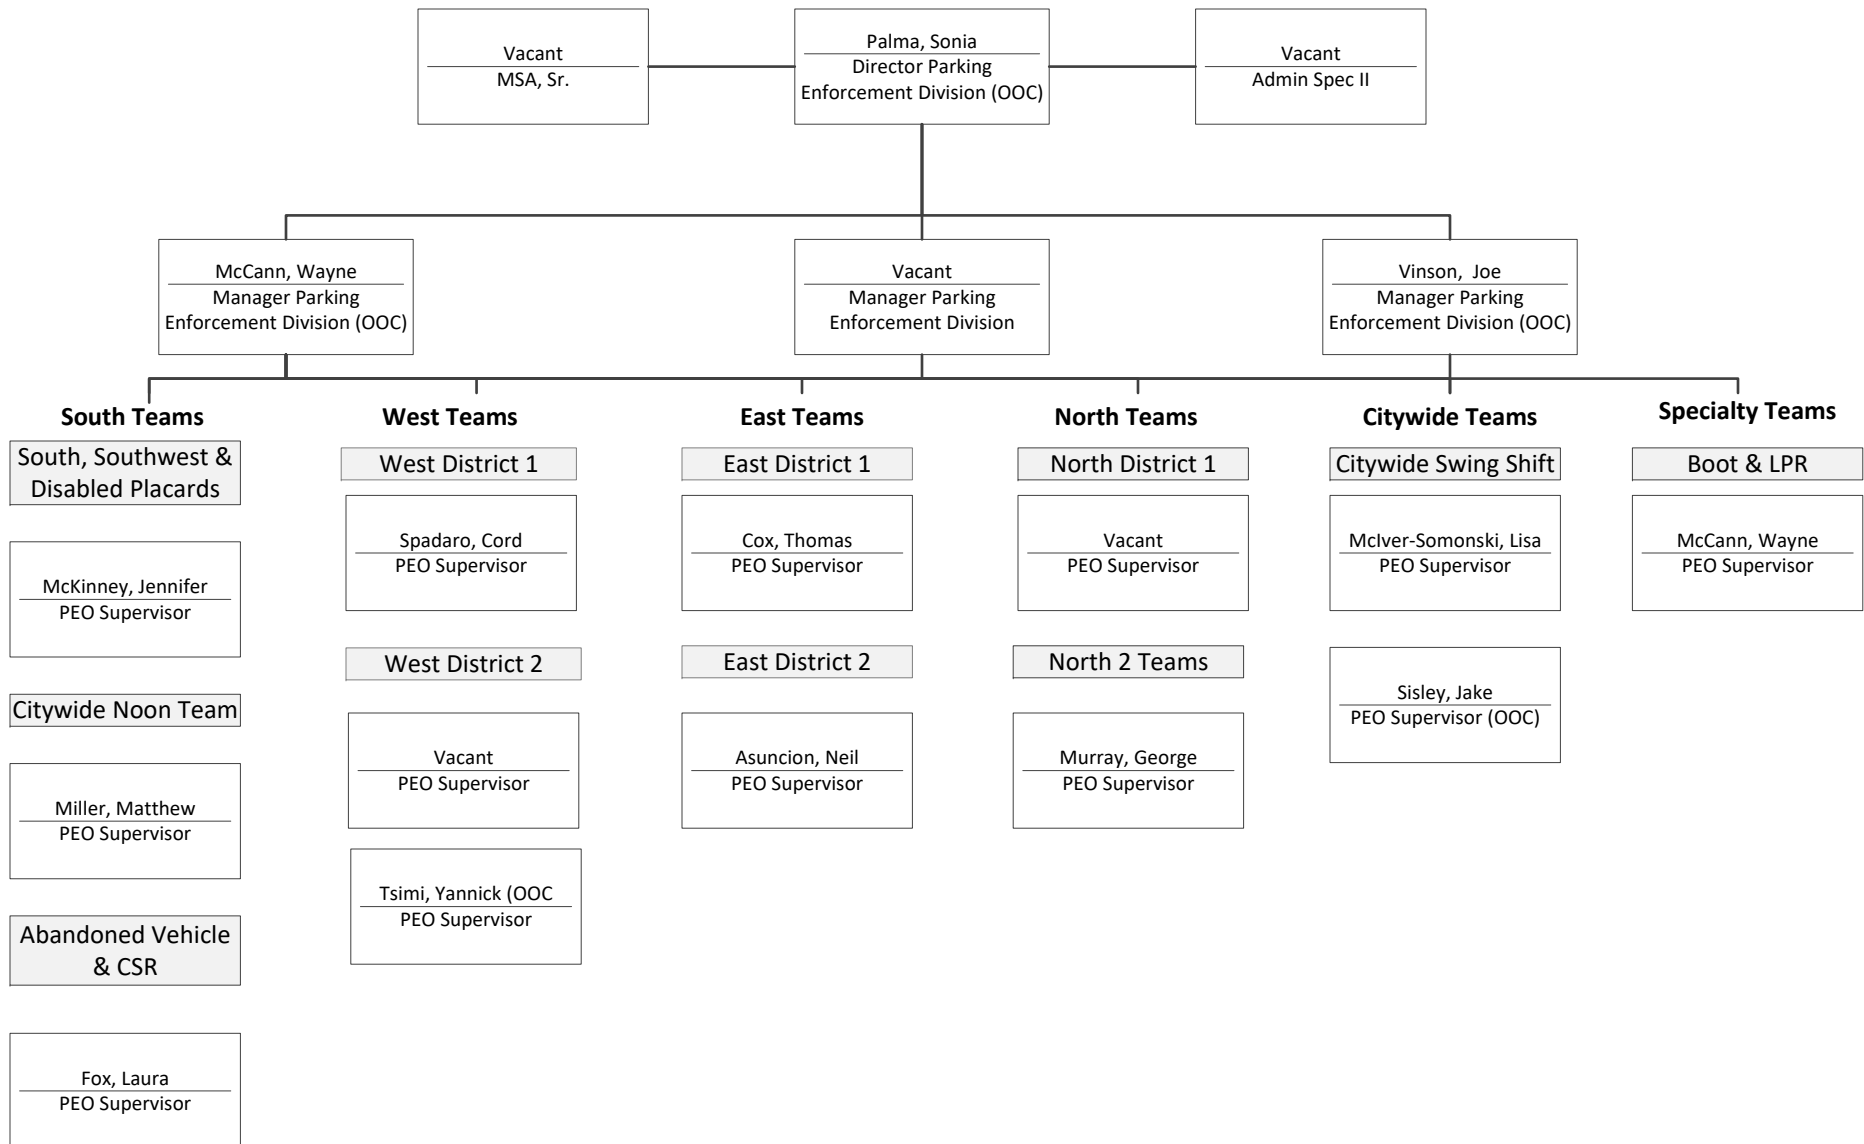 Vacant
MSA, Sr.
Palma, Sonia
Director Parking
Enforcement Division (OOC)
Vacant
Admin Spec II
McCann, Wayne
Manager Parking
Enforcement Division (OOC)
Vacant
Manager Parking
Enforcement Division
Vinson, Joe
Manager Parking
Enforcement Division (OOC)
South Teams
South, Southwest &
Disabled Placards
McKinney, Jennifer
PEO Supervisor
Citywide Noon Team
Miller, Matthew
PEO Supervisor
Abandoned Vehicle
& CSR
Fox, Laura
PEO Supervisor
West Teams
West District 1
Spadaro, Cord
PEO Supervisor
West District 2
Vacant
PEO Supervisor
Tsimi, Yannick (OOC
PEO Supervisor
East Teams
East District 1
Cox, Thomas
PEO Supervisor
East District 2
Asuncion, Neil
PEO Supervisor
North Teams
North District 1
Vacant
PEO Supervisor
North 2 Teams
Murray, George
PEO Supervisor
Citywide Teams
Citywide Swing Shift
McIver-Somonski, Lisa
PEO Supervisor
Sisley, Jake
PEO Supervisor (OOC)
Specialty Teams
Boot & LPR
McCann, Wayne
PEO Supervisor